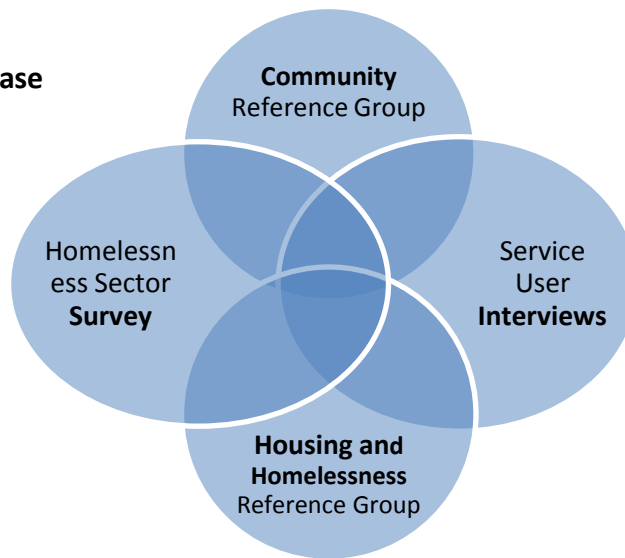 ase
Community
Reference Group
Homelessn
ess Sector
Survey
Service
User
Interviews
Housing and
Homelessness
Reference Group